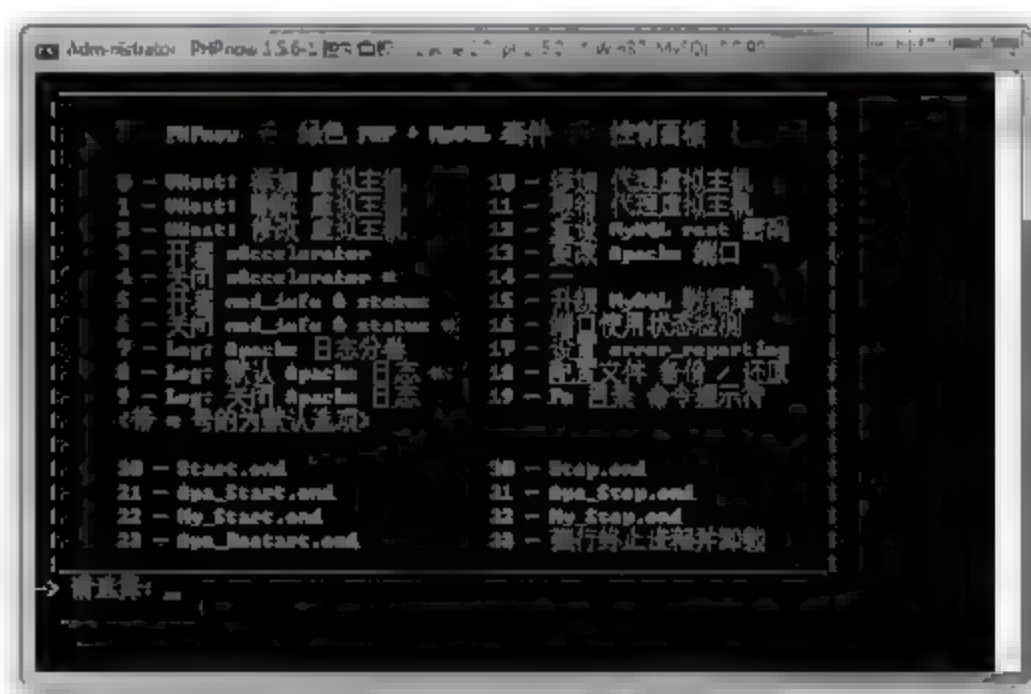 Administrator PHPnow 1.5.6-1
PHPnow 绿色 PHP + MySQL 套件 控制面板
0 - VHost: 添加 虚拟主机 10 - 添加 代理虚拟主机
1 - VHost: 虚拟主机 11 - 代理虚拟主机
2 - VHost: 修改 虚拟主机 12 - 重设 MySQL root 密码
3 - 开启 eAccelerator 13 - 更改 Apache 端口
4 - 关闭 eAccelerator * 14 - —
5 - 开启 mod_info & status 15 - 升级 MySQL 数据库
6 - 关闭 mod_info & status * 16 - 端口使用状态检测
7 - Log: Apache 日志分卷 17 - 设置 error_reporting
8 - Log: 默认 Apache 日志 * 18 - 配置文件 备份 / 还原
9 - Log: 关闭 Apache 日志 19 - Pn 目录 命令提示符
<带 * 号的为默认选项>
20 - Start.cmd 30 - Stop.cmd
21 - Apa_Start.cmd 31 - Apa_Stop.cmd
22 - My_Start.cmd 32 - My_Stop.cmd
23 - Apa_Restart.cmd 33 - 强行终止进程并卸载
-> 请选择: _